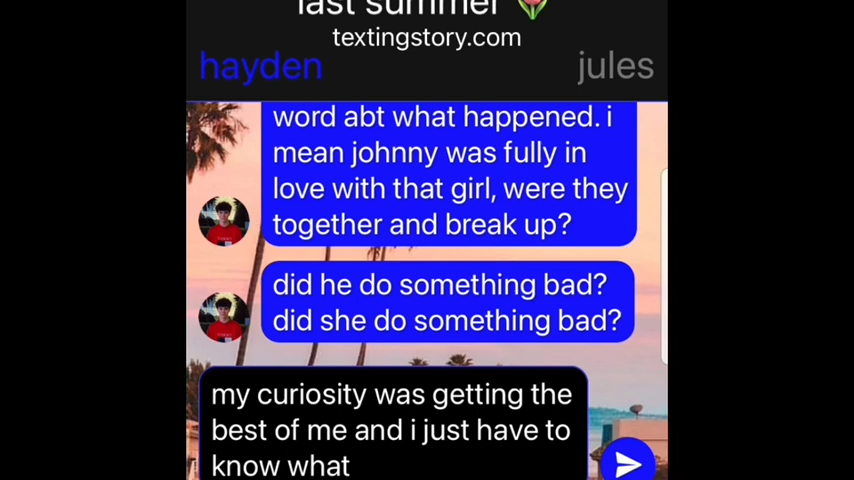 last summer 🌷
textingstory.com
hayden jules
word abt what happened. i
mean johnny was fully in
love with that girl, were they
together and break up?
did he do something bad?
did she do something bad?
my curiosity was getting the
best of me and i just have to
know what